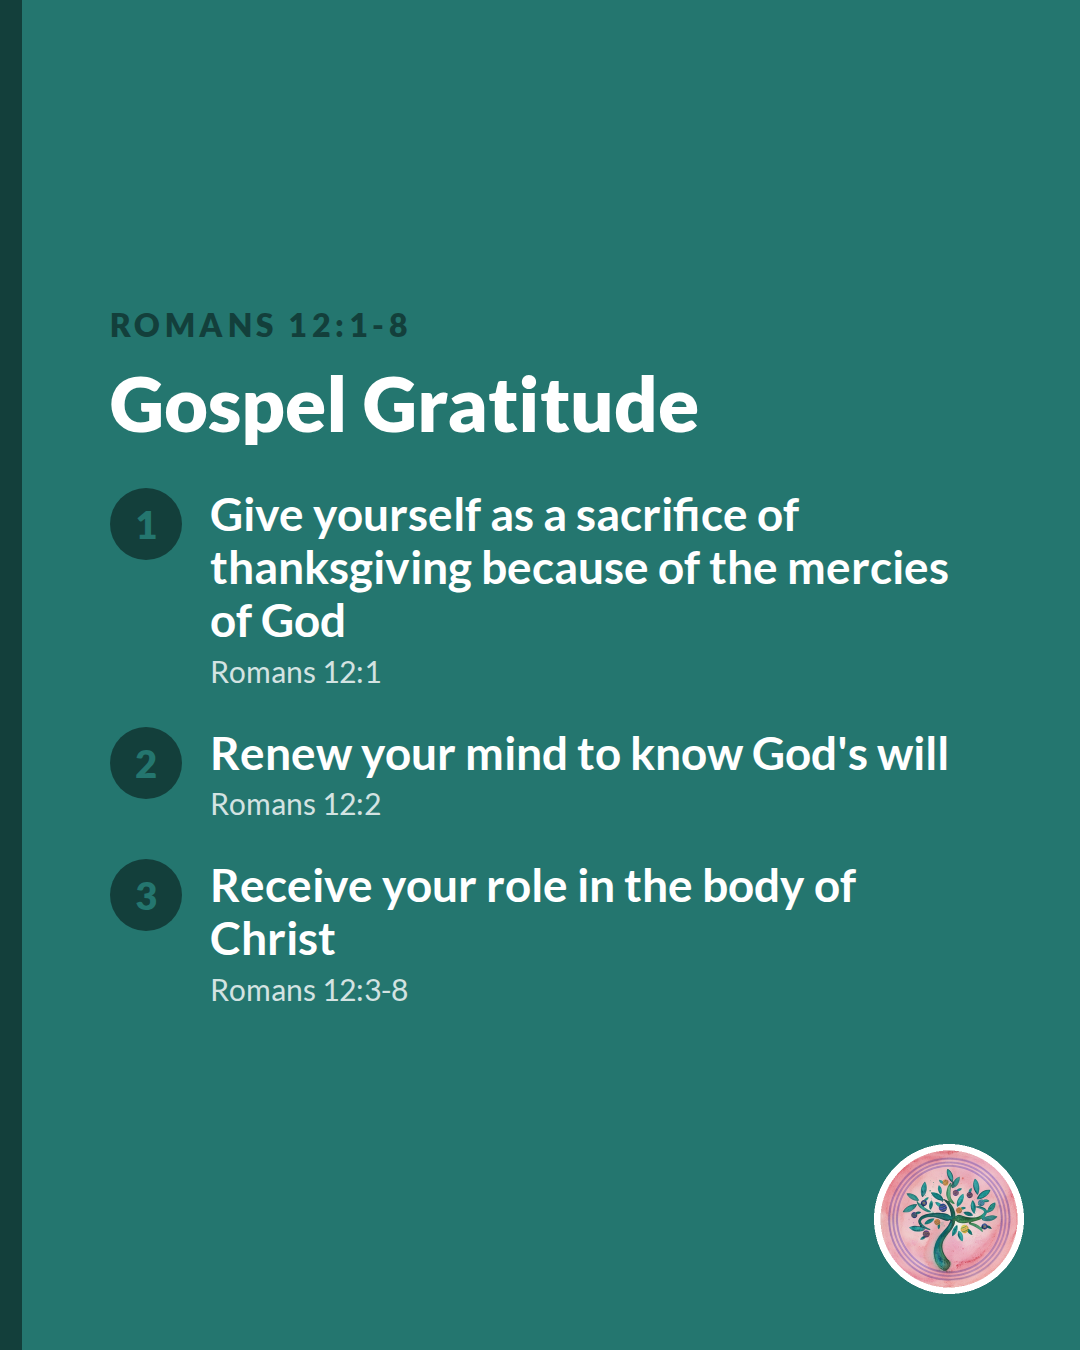 ROMANS 12:1-8
Gospel Gratitude
1
Give yourself as a sacrifice of
thanksgiving because of the mercies
of God
Romans 12:1
2
Renew your mind to know God's will
Romans 12:2
3
Receive your role in the body of
Christ
Romans 12:3-8